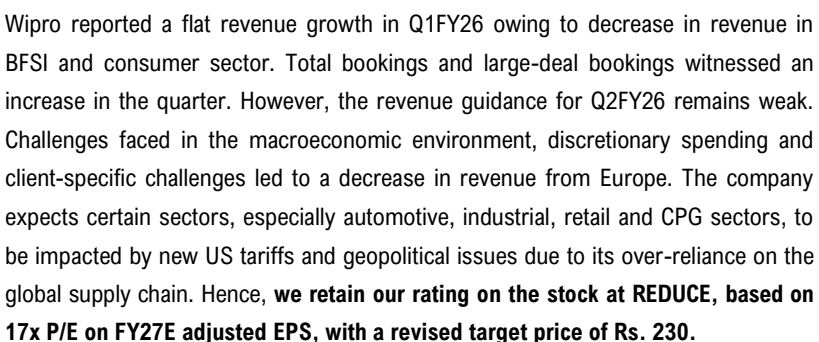 Wipro reported a flat revenue growth in Q1FY26 owing to decrease in revenue in
BFSI and consumer sector. Total bookings and large-deal bookings witnessed an
increase in the quarter. However, the revenue guidance for Q2FY26 remains weak.
Challenges faced in the macroeconomic environment, discretionary spending and
client-specific challenges led to a decrease in revenue from Europe. The company
expects certain sectors, especially automotive, industrial, retail and CPG sectors, to
be impacted by new US tariffs and geopolitical issues due to its over-reliance on the
global supply chain. Hence, we retain our rating on the stock at REDUCE, based on
17x P/E on FY27E adjusted EPS, with a revised target price of Rs. 230.